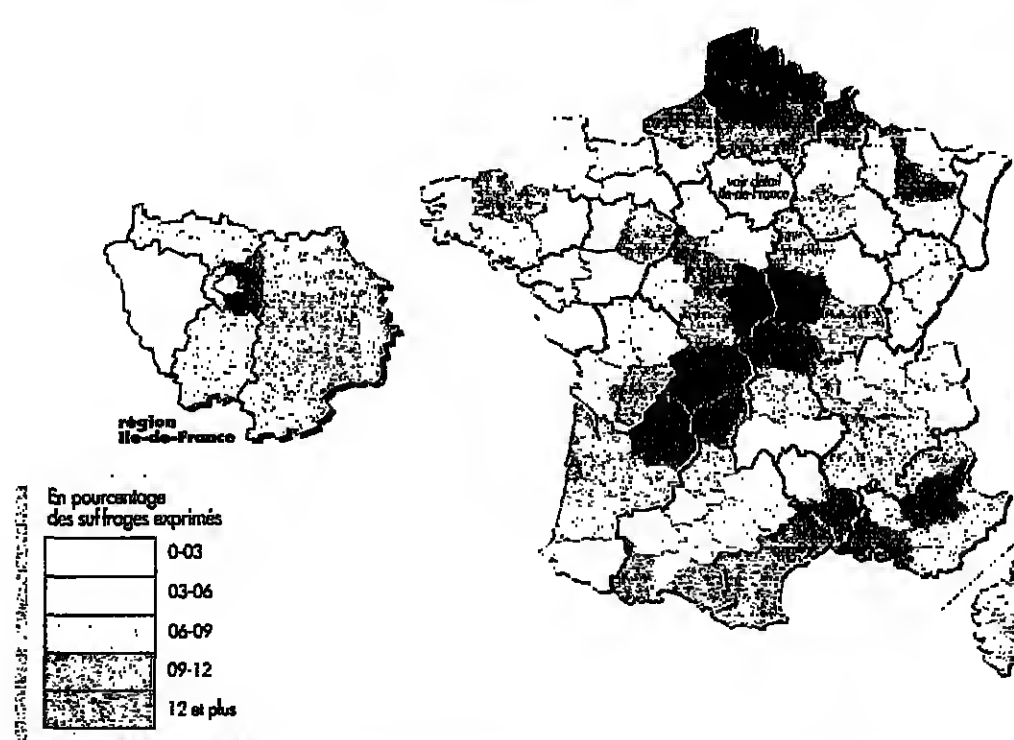 voir détail
Ile-de-France
région
Ile-de-France
En pourcentage
des suffrages exprimés
0-03
03-06
06-09
09-12
12 et plus